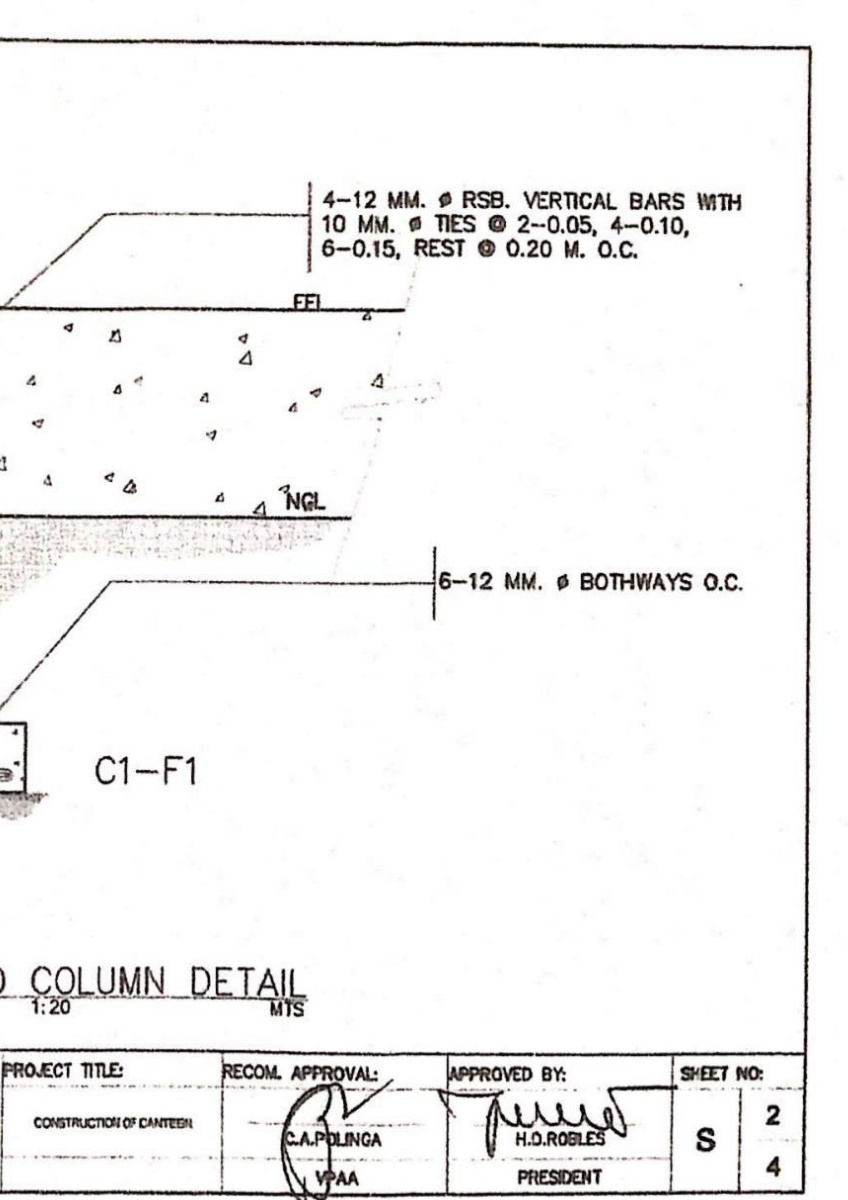 4-12 MM. ø RSB. VERTICAL BARS WITH
10 MM. ø TIES @ 2--0.05, 4-0.10,
6-0.15, REST @ 0.20 M. O.C.
FFL
NGL
6-12 MM. ø BOTHWAYS O.C.
C1-F1
COLUMN DETAIL
1:20 MTS
PROJECT TITLE:
CONSTRUCTION OF CANTEEN
RECOM. APPROVAL:
C.A.POLINGA
VPAA
APPROVED BY:
H.O.ROBLES
PRESIDENT
SHEET NO:
S
2
4